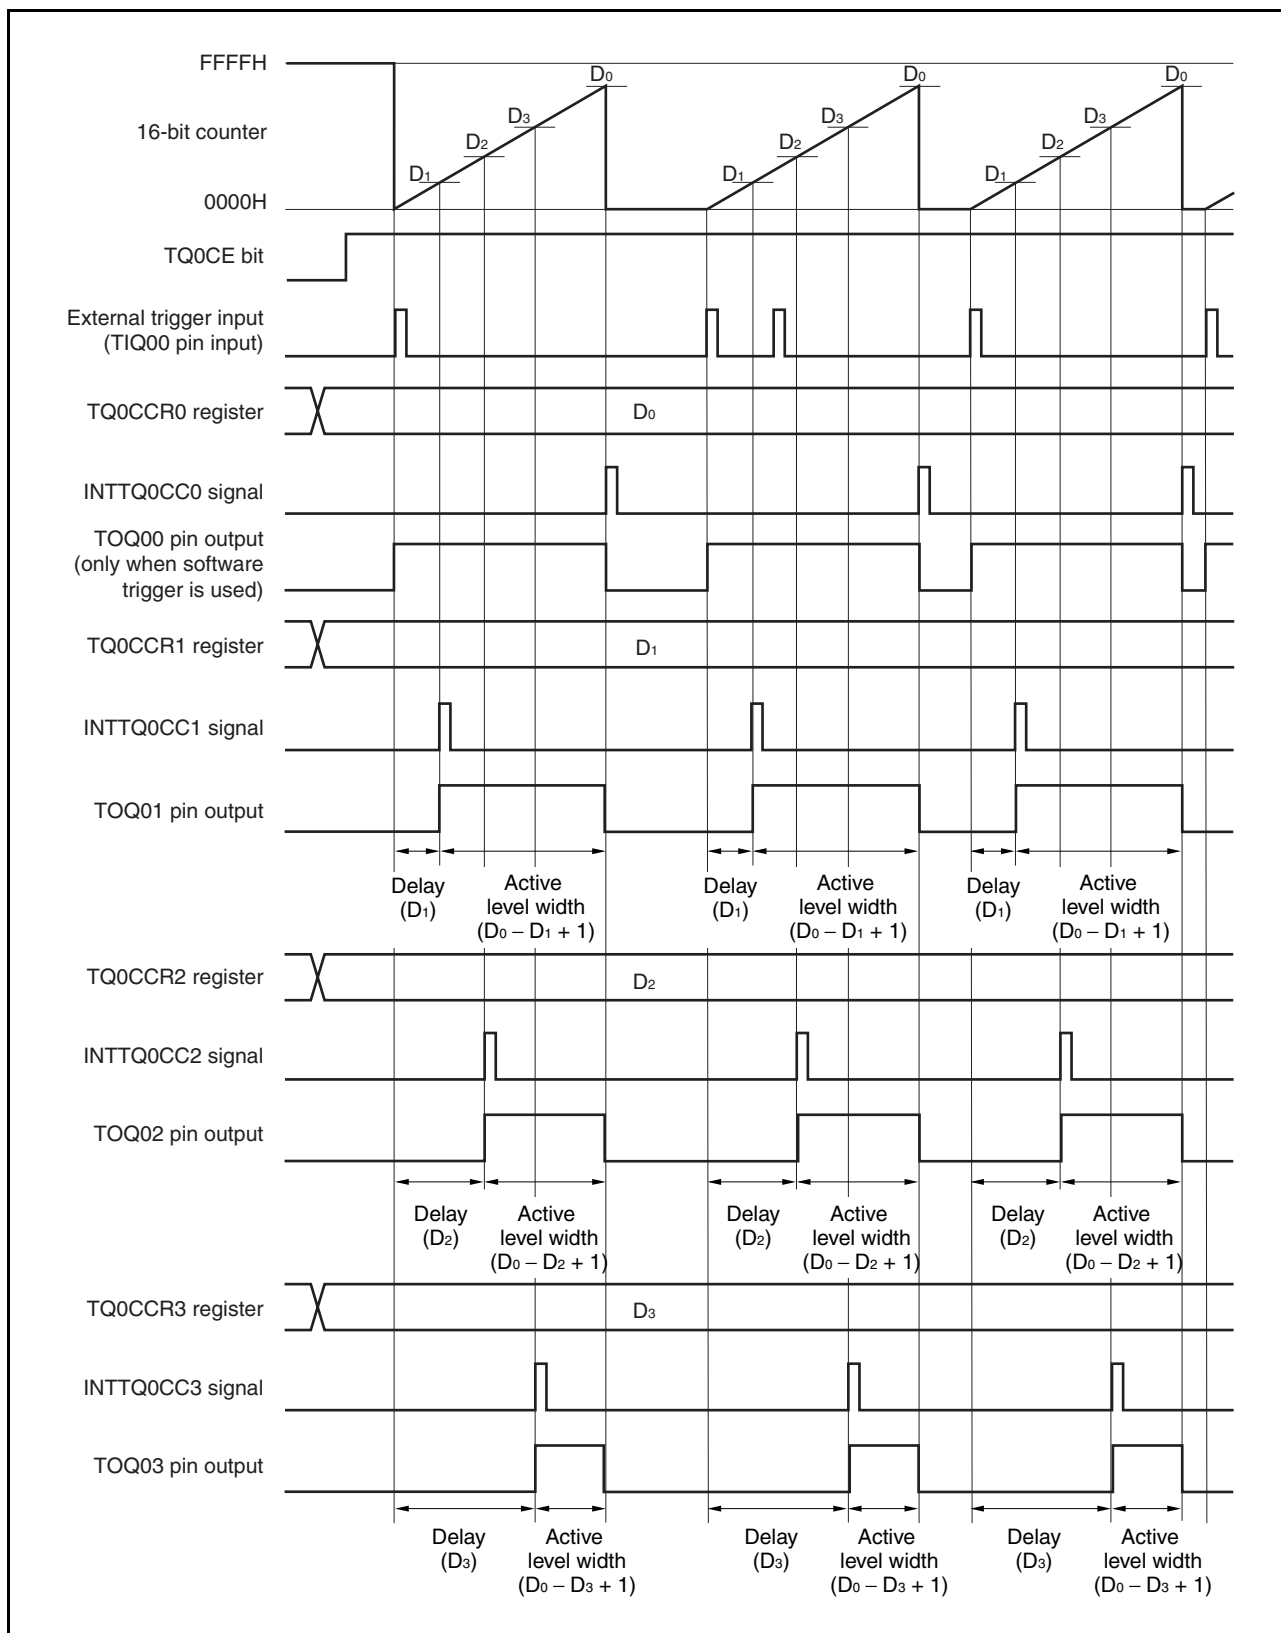 FFFFH
D0 D0 D0
16-bit counter
D3 D3 D3
D2 D2 D2
D1 D1 D1
0000H
TQ0CE bit
External trigger input
(TIQ00 pin input)
TQ0CCR0 register
D0
INTTQ0CC0 signal
TOQ00 pin output
(only when software
trigger is used)
TQ0CCR1 register
D1
INTTQ0CC1 signal
TOQ01 pin output
Delay Active Delay Active Delay Active
(D1) level width (D1) level width (D1) level width
(D0 – D1 + 1) (D0 – D1 + 1) (D0 – D1 + 1)
TQ0CCR2 register
D2
INTTQ0CC2 signal
TOQ02 pin output
Delay Active Delay Active Delay Active
(D2) level width (D2) level width (D2) level width
(D0 – D2 + 1) (D0 – D2 + 1) (D0 – D2 + 1)
TQ0CCR3 register
D3
INTTQ0CC3 signal
TOQ03 pin output
Delay Active Delay Active Delay Active
(D3) level width (D3) level width (D3) level width
(D0 – D3 + 1) (D0 – D3 + 1) (D0 – D3 + 1)